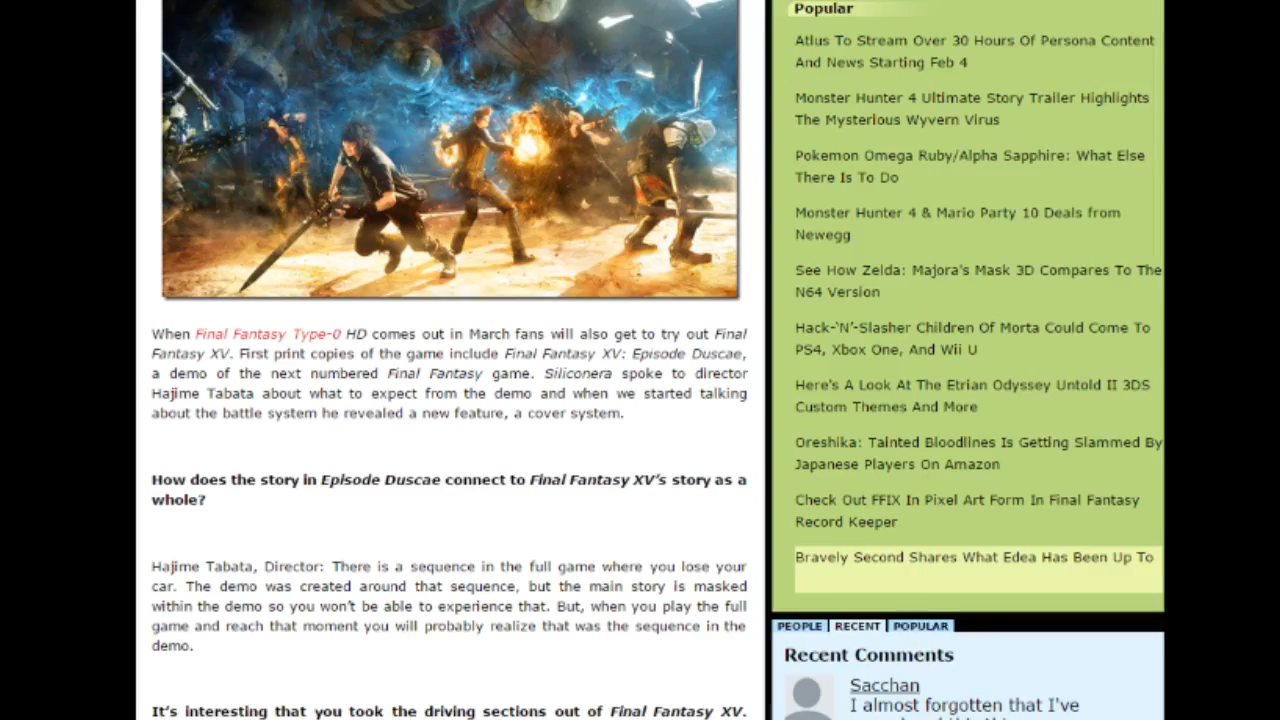 When Final Fantasy Type-0 HD comes out in March fans will also get to try out Final
Fantasy XV. First print copies of the game include Final Fantasy XV: Episode Duscae,
a demo of the next numbered Final Fantasy game. Siliconera spoke to director
Hajime Tabata about what to expect from the demo and when we started talking
about the battle system he revealed a new feature, a cover system.
How does the story in Episode Duscae connect to Final Fantasy XV's story as a
whole?
Hajime Tabata, Director: There is a sequence in the full game where you lose your
car. The demo was created around that sequence, but the main story is masked
within the demo so you won't be able to experience that. But, when you play the full
game and reach that moment you will probably realize that was the sequence in the
demo.
It's interesting that you took the driving sections out of Final Fantasy XV.
Popular
Atlus To Stream Over 30 Hours Of Persona Content
And News Starting Feb 4
Monster Hunter 4 Ultimate Story Trailer Highlights
The Mysterious Wyvern Virus
Pokemon Omega Ruby/Alpha Sapphire: What Else
There Is To Do
Monster Hunter 4 & Mario Party 10 Deals from
Newegg
See How Zelda: Majora's Mask 3D Compares To The
N64 Version
Hack-'N'-Slasher Children Of Morta Could Come To
PS4, Xbox One, And Wii U
Here's A Look At The Etrian Odyssey Untold II 3DS
Custom Themes And More
Oreshika: Tainted Bloodlines Is Getting Slammed By
Japanese Players On Amazon
Check Out FFIX In Pixel Art Form In Final Fantasy
Record Keeper
Bravely Second Shares What Edea Has Been Up To
PEOPLE RECENT POPULAR
Recent Comments
Sacchan
I almost forgotten that I've